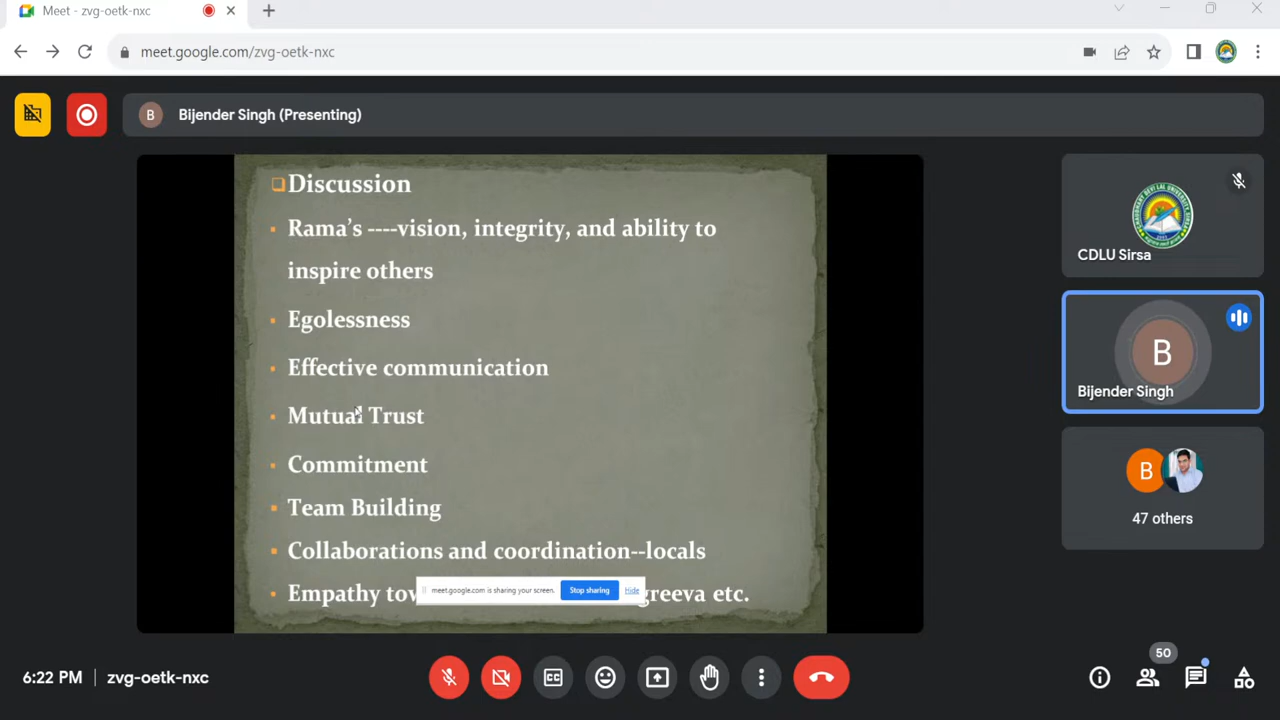 Meet - zvg-oetk-nxc
meet.google.com/zvg-oetk-nxc
B
Bijender Singh (Presenting)
Discussion
Rama's ----vision, integrity, and ability to
inspire others
Egolessness
Effective communication
Mutual Trust
Commitment
Team Building
Collaborations and coordination--locals
Empathy
greeva etc.
meet.google.com is sharing your screen.
Stop sharing
Hide
CDLU Sirsa
B
Bijender Singh
B
47 others
6:22 PM
zvg-oetk-nxc
CC
50